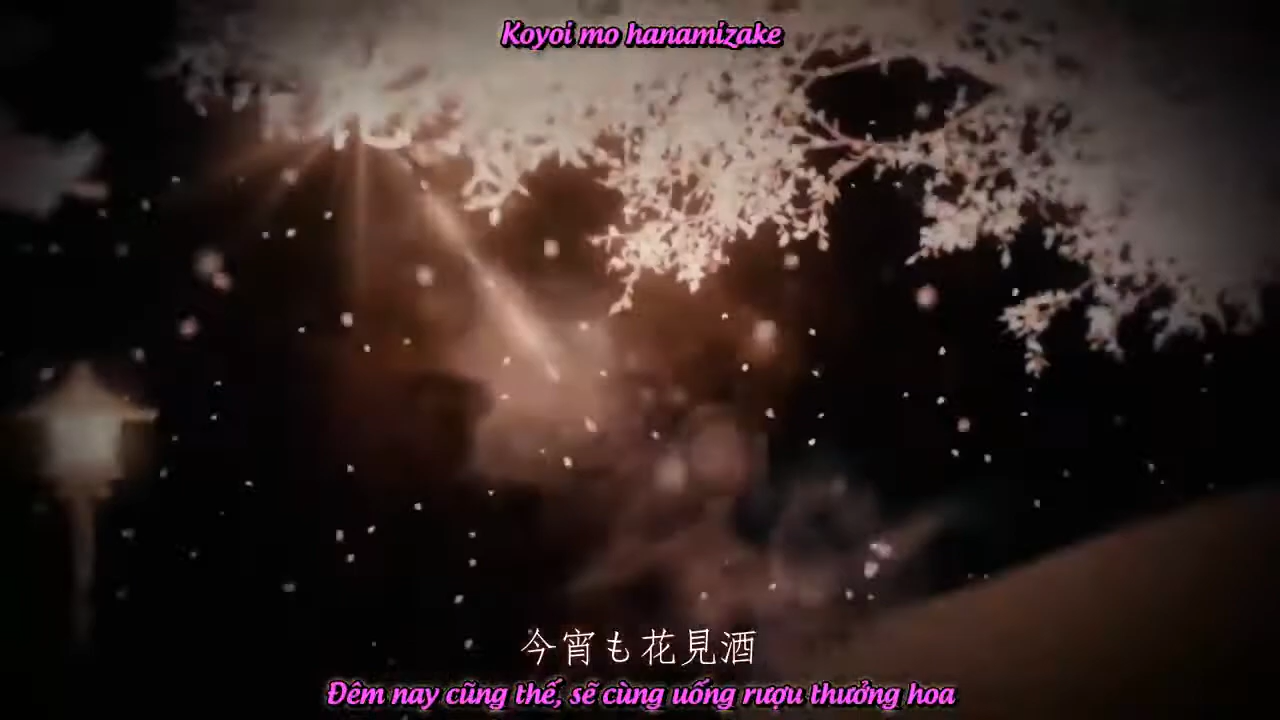 Koyoi mo hanamizake
今宵も花見酒
Đêm nay cũng thế, sẽ cùng uống rượu thưởng hoa